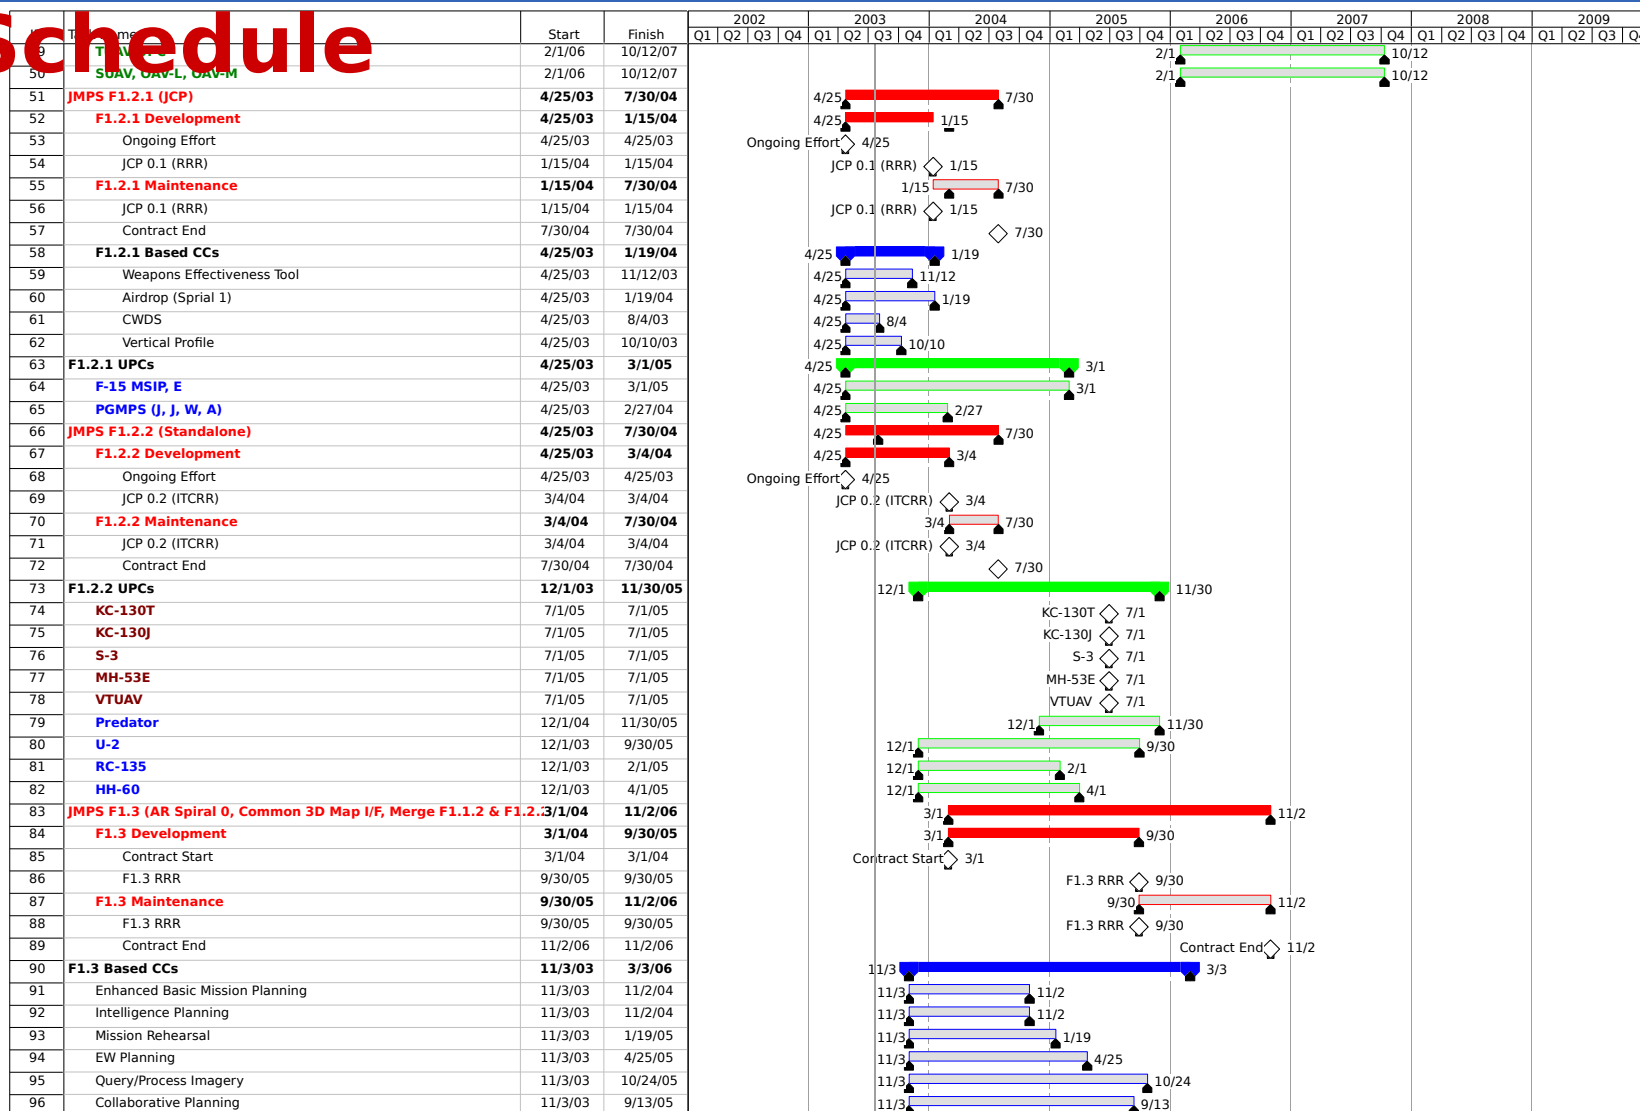 Schedule
Start Finish 2002 2003 2004 2005 2006 2007 2008 2009
Q1 Q2 Q3 Q4 Q1 Q2 Q3 Q4 Q1 Q2 Q3 Q4 Q1 Q2 Q3 Q4 Q1 Q2 Q3 Q4 Q1 Q2 Q3 Q4 Q1 Q2 Q3 Q4 Q1 Q2 Q3 Q4
2/1/06 10/12/07 2/1 10/12
50 SUAV, OAV-L, OAV-M 2/1/06 10/12/07 2/1 10/12
51 JMPS F1.2.1 (JCP) 4/25/03 7/30/04 4/25 7/30
52 F1.2.1 Development 4/25/03 1/15/04 4/25 1/15
53 Ongoing Effort 4/25/03 4/25/03 Ongoing Effort 4/25
54 JCP 0.1 (RRR) 1/15/04 1/15/04 JCP 0.1 (RRR) 1/15
55 F1.2.1 Maintenance 1/15/04 7/30/04 1/15 7/30
56 JCP 0.1 (RRR) 1/15/04 1/15/04 JCP 0.1 (RRR) 1/15
57 Contract End 7/30/04 7/30/04 7/30
58 F1.2.1 Based CCs 4/25/03 1/19/04 4/25 1/19
59 Weapons Effectiveness Tool 4/25/03 11/12/03 4/25 11/12
60 Airdrop (Sprial 1) 4/25/03 1/19/04 4/25 1/19
61 CWDS 4/25/03 8/4/03 4/25 8/4
62 Vertical Profile 4/25/03 10/10/03 4/25 10/10
63 F1.2.1 UPCs 4/25/03 3/1/05 4/25 3/1
64 F-15 MSIP, E 4/25/03 3/1/05 4/25 3/1
65 PGMPS (J, J, W, A) 4/25/03 2/27/04 4/25 2/27
66 JMPS F1.2.2 (Standalone) 4/25/03 7/30/04 4/25 7/30
67 F1.2.2 Development 4/25/03 3/4/04 4/25 3/4
68 Ongoing Effort 4/25/03 4/25/03 Ongoing Effort 4/25
69 JCP 0.2 (ITCRR) 3/4/04 3/4/04 JCP 0.2 (ITCRR) 3/4
70 F1.2.2 Maintenance 3/4/04 7/30/04 3/4 7/30
71 JCP 0.2 (ITCRR) 3/4/04 3/4/04 JCP 0.2 (ITCRR) 3/4
72 Contract End 7/30/04 7/30/04 7/30
73 F1.2.2 UPCs 12/1/03 11/30/05 12/1 11/30
74 KC-130T 7/1/05 7/1/05 KC-130T 7/1
75 KC-130J 7/1/05 7/1/05 KC-130J 7/1
76 S-3 7/1/05 7/1/05 S-3 7/1
77 MH-53E 7/1/05 7/1/05 MH-53E 7/1
78 VTUAV 7/1/05 7/1/05 VTUAV 7/1
79 Predator 12/1/04 11/30/05 12/1 11/30
80 U-2 12/1/03 9/30/05 12/1 9/30
81 RC-135 12/1/03 2/1/05 12/1 2/1
82 HH-60 12/1/03 4/1/05 12/1 4/1
83 JMPS F1.3 (AR Spiral 0, Common 3D Map I/F, Merge F1.1.2 & F1.2.2 3/1/04 11/2/06 3/1 11/2
84 F1.3 Development 3/1/04 9/30/05 3/1 9/30
85 Contract Start 3/1/04 3/1/04 Contract Start 3/1
86 F1.3 RRR 9/30/05 9/30/05 F1.3 RRR 9/30
87 F1.3 Maintenance 9/30/05 11/2/06 9/30 11/2
88 F1.3 RRR 9/30/05 9/30/05 F1.3 RRR 9/30
89 Contract End 11/2/06 11/2/06 Contract End 11/2
90 F1.3 Based CCs 11/3/03 3/3/06 11/3 3/3
91 Enhanced Basic Mission Planning 11/3/03 11/2/04 11/3 11/2
92 Intelligence Planning 11/3/03 11/2/04 11/3 11/2
93 Mission Rehearsal 11/3/03 1/19/05 11/3 1/19
94 EW Planning 11/3/03 4/25/05 11/3 4/25
95 Query/Process Imagery 11/3/03 10/24/05 11/3 10/24
96 Collaborative Planning 11/3/03 9/13/05 11/3 9/13